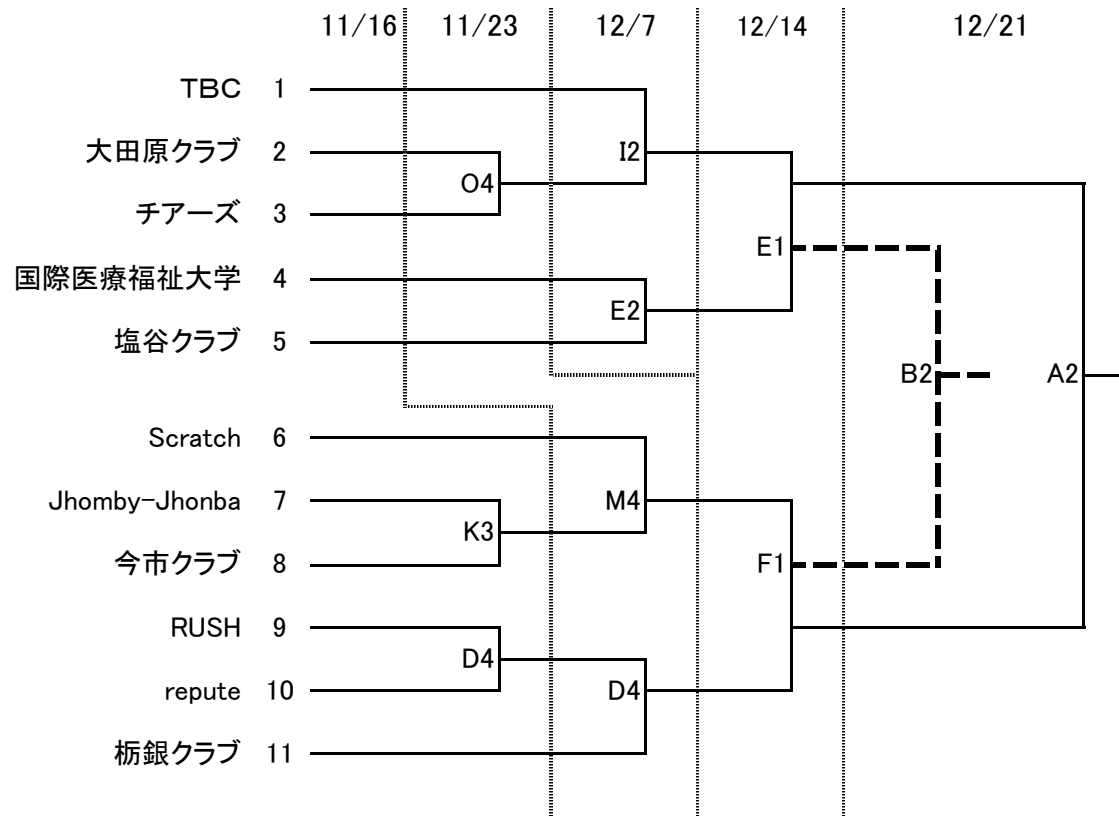 11/16 11/23 12/7 12/14 12/21
TBC 1
大田原クラブ 2
I2
O4
チアーズ 3
E1
国際医療福祉大学 4
E2
塩谷クラブ 5
B2 A2
Scratch 6
Jhomby-Jhonba 7
M4
K3
今市クラブ 8
F1
RUSH 9
D4
repute 10
D4
栃銀クラブ 11